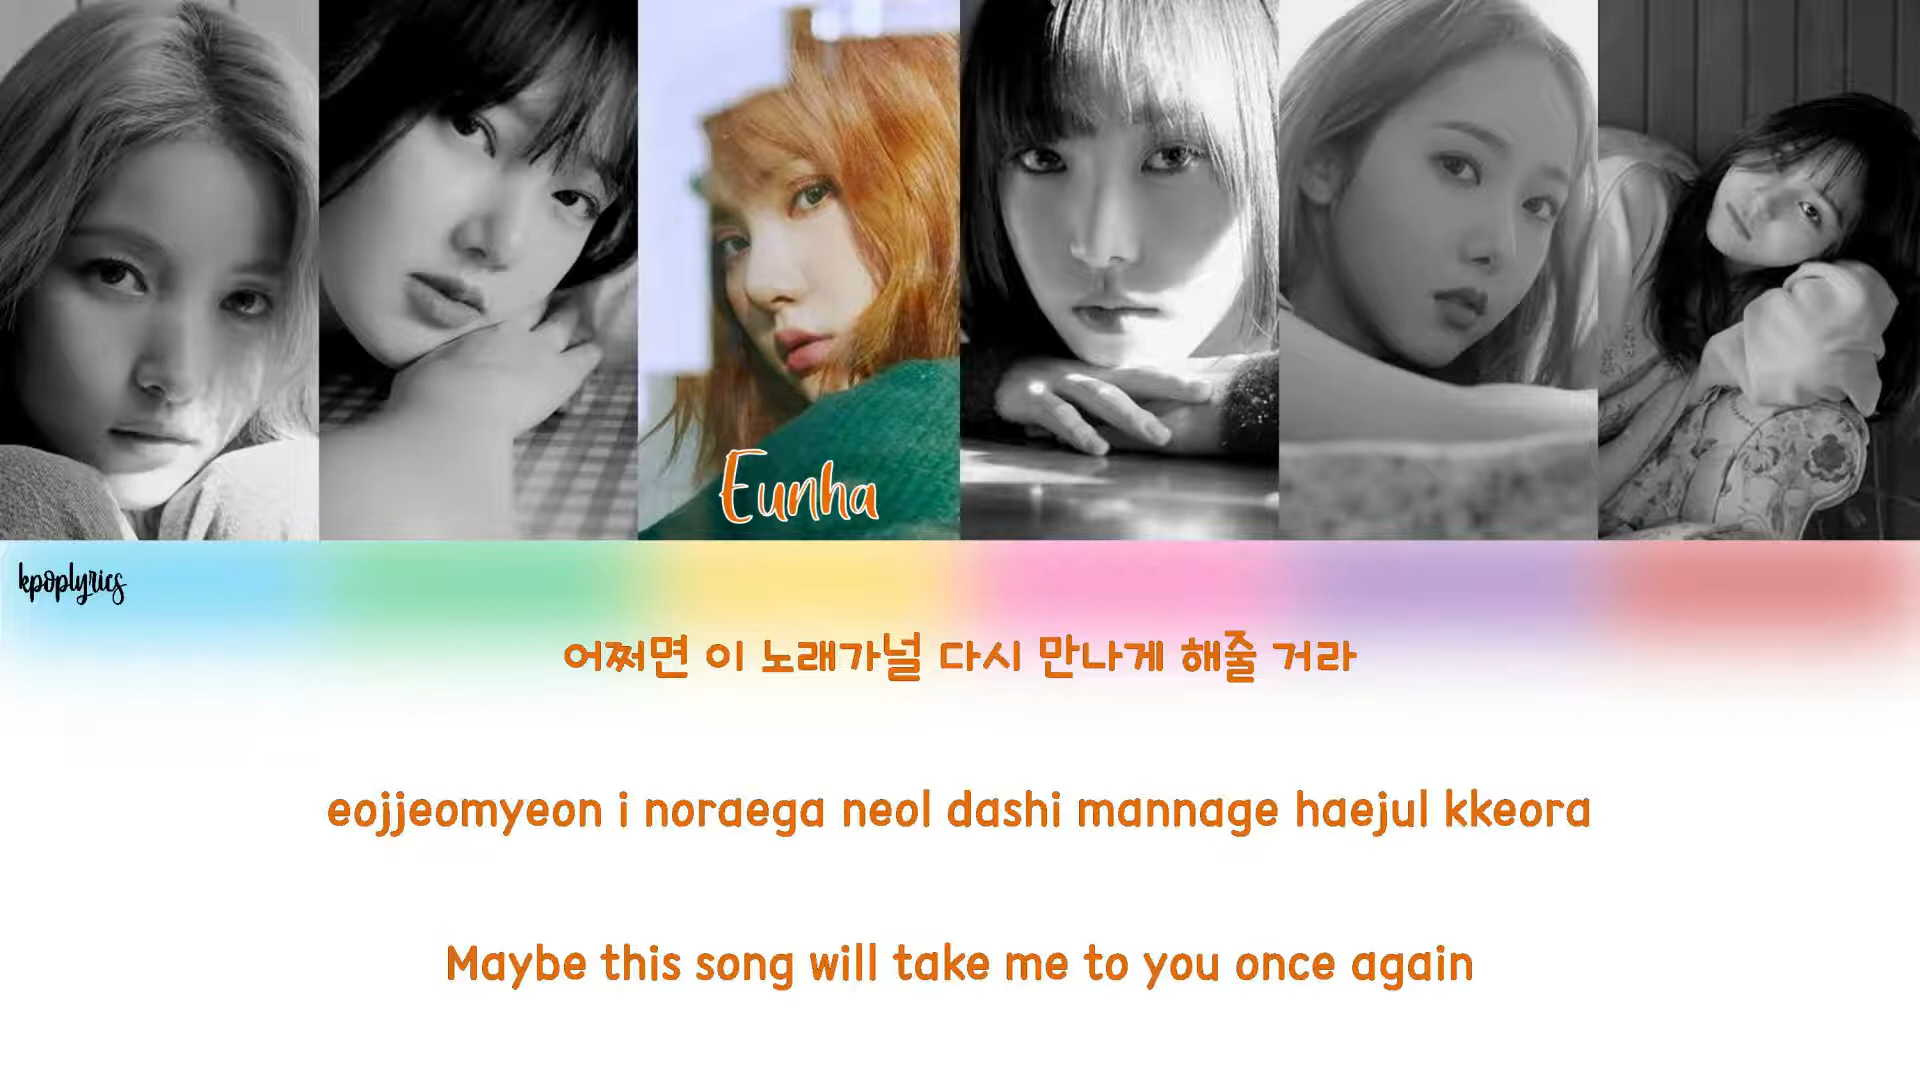 Eunha
kpoplyrics
어쩌면 이 노래가널 다시 만나게 해줄 거라
eojjeomyeon i noraega neol dashi mannage haejul kkeora
Maybe this song will take me to you once again